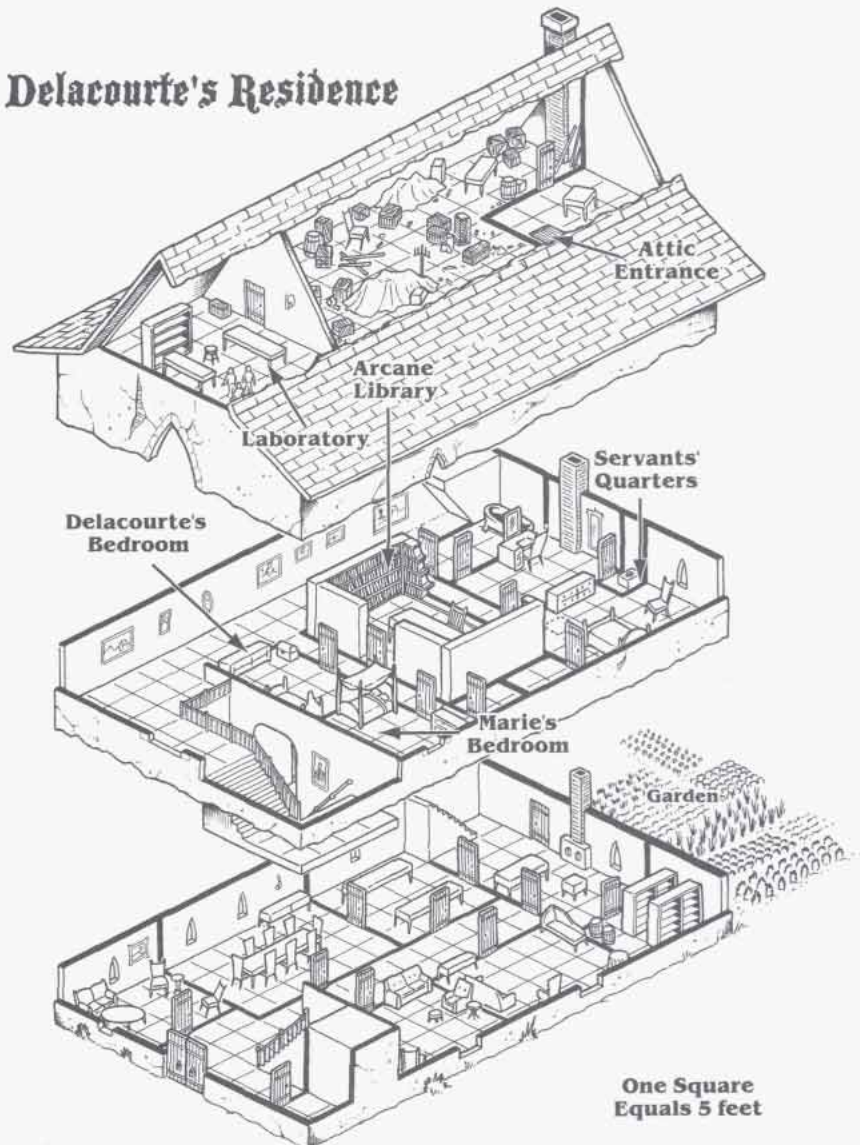 Delacourte's Residence
Attic
Entrance
Arcane
Library
Laboratory
Servants'
Quarters
Delacourte's
Bedroom
Marie's
Bedroom
Garden
One Square
Equals 5 feet